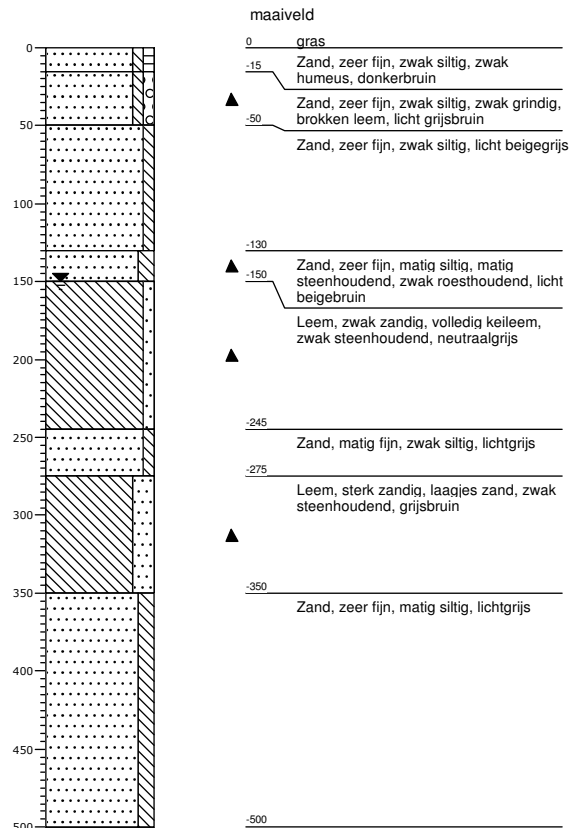 maaiveld
0
0
gras
-15
Zand, zeer fijn, zwak siltig, zwak
humeus, donkerbruin
Zand, zeer fijn, zwak siltig, zwak grindig,
brokken leem, licht grijsbruin
50
-50
Zand, zeer fijn, zwak siltig, licht beigegrijs
100
-130
Zand, zeer fijn, matig siltig, matig
steenhoudend, zwak roesthoudend, licht
beigebruin
150
-150
Leem, zwak zandig, volledig keileem,
zwak steenhoudend, neutraalgrijs
200
-245
250
Zand, matig fijn, zwak siltig, lichtgrijs
-275
Leem, sterk zandig, laagjes zand, zwak
steenhoudend, grijsbruin
300
350
-350
Zand, zeer fijn, matig siltig, lichtgrijs
400
450
500
-500